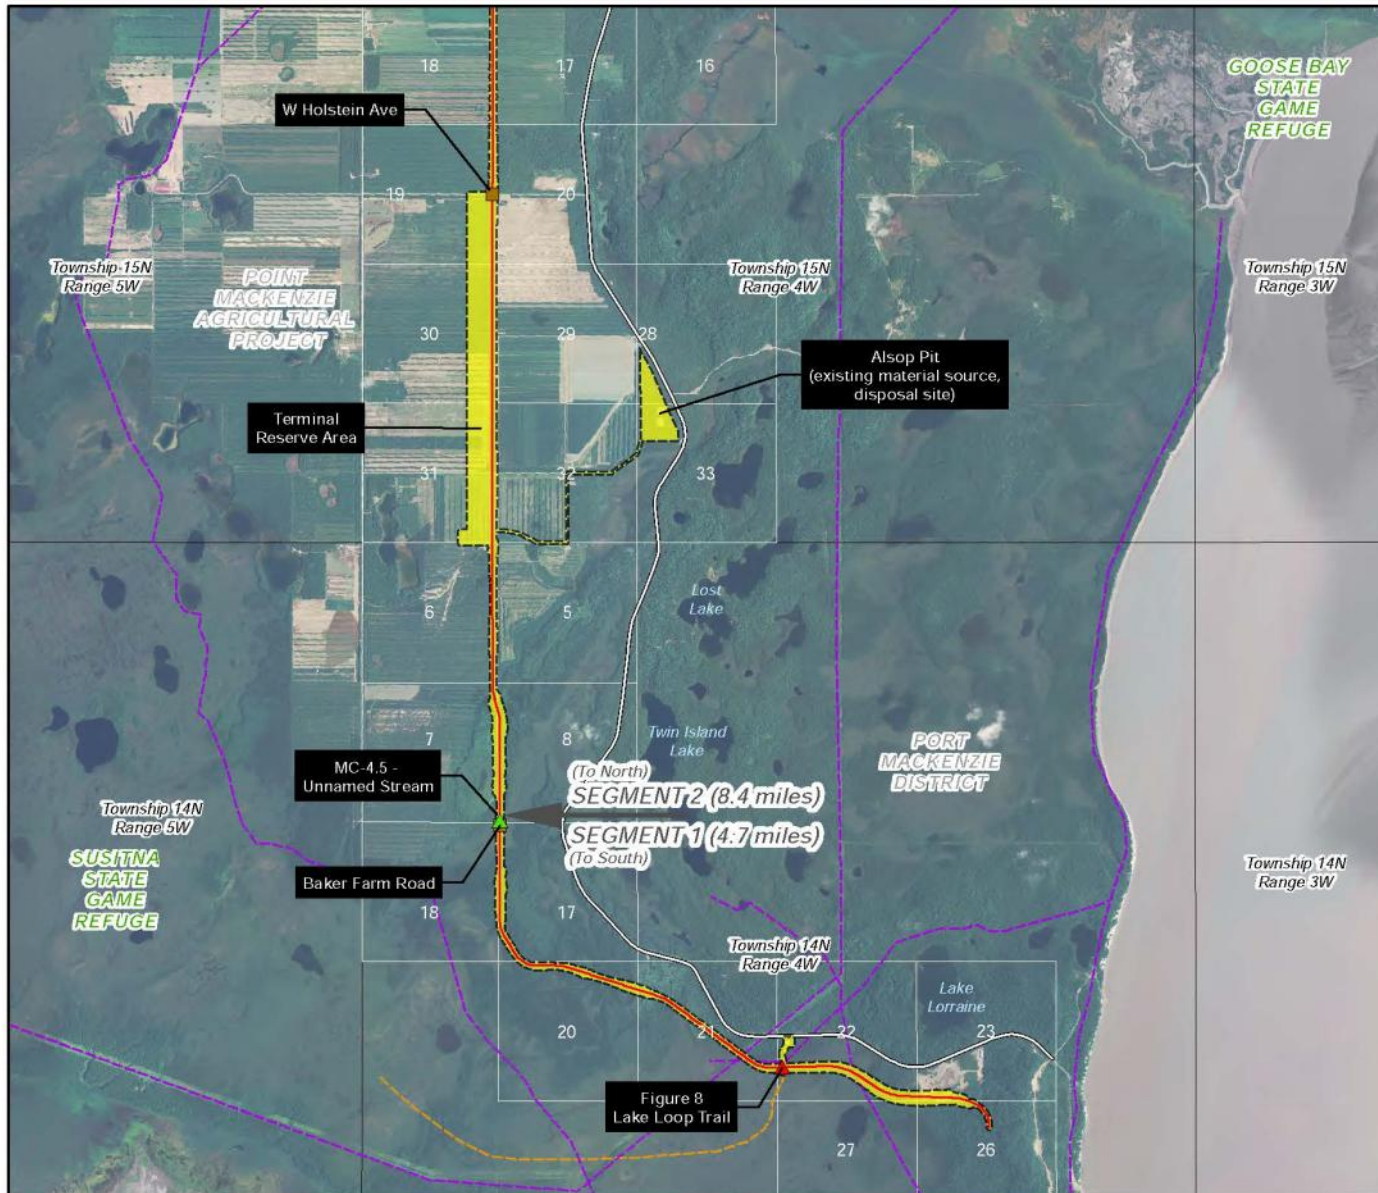 18
17
16
GOOSE BAY
STATE
GAME
REFUGE
W Holstein Ave
19
20
Township 15N
Range 5W
POINT
MACKENZIE
AGRICULTURAL
PROJECT
Township 15N
Range 4W
Township 15N
Range 3W
30
29
28
Alsop Pit
(existing material source,
disposal site)
Terminal
Reserve Area
31
32
33
Lost
Lake
6
5
7
8
Twin Island
Lake
PORT
MACKENZIE
DISTRICT
MC-4.5 -
Unnamed Stream
(To North)
SEGMENT 2 (8.4 miles)
SEGMENT 1 (4.7 miles)
(To South)
Township 14N
Range 5W
SUSITNA
STATE
GAME
REFUGE
Baker Farm Road
Township 14N
Range 3W
18
17
Township 14N
Range 4W
Lake
Lorraine
20
21
22
23
Figure 8
Lake Loop Trail
27
26